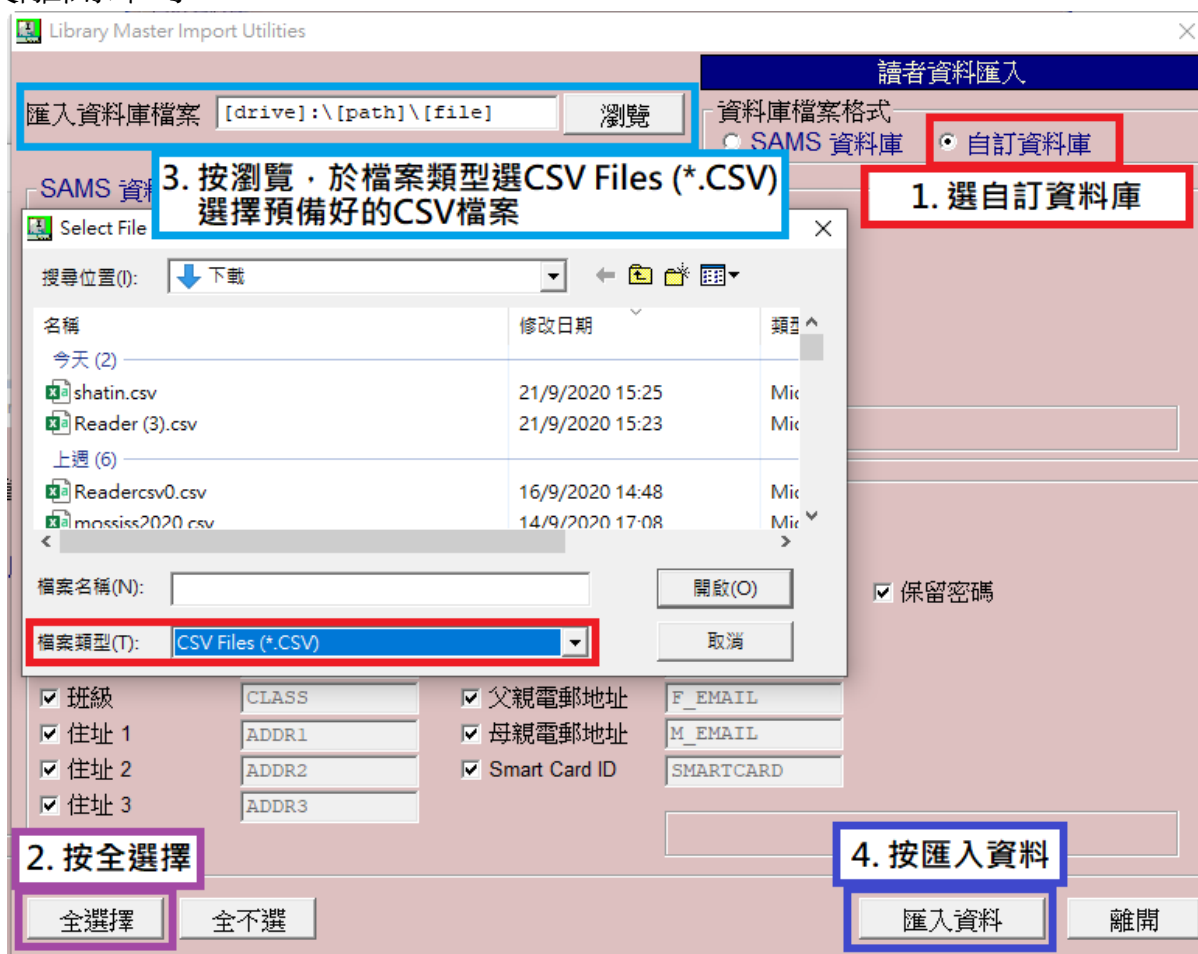 Library Master Import Utilities
讀者資料匯入
匯入資料庫檔案 [drive]:\[path]\[file] 瀏覽
資料庫檔案格式
SAMS 資料庫 自訂資料庫
1. 選自訂資料庫
3. 按瀏覽，於檔案類型選CSV Files (*.CSV)
選擇預備好的CSV檔案
SAMS
Select File
搜尋位置(I): 下載
名稱 修改日期
今天 (2)
shatin.csv 21/9/2020 15:25
Reader (3).csv 21/9/2020 15:23
上週 (6)
Readercsv0.csv 16/9/2020 14:48
mossiss2020.csv 14/9/2020 17:08
檔案名稱(N): 開啟(O)
保留密碼
檔案類型(T): CSV Files (*.CSV) 取消
班級 CLASS 父親電郵地址 F_EMAIL
住址 1 ADDR1 母親電郵地址 M_EMAIL
住址 2 ADDR2 Smart Card ID SMARTCARD
住址 3 ADDR3
2. 按全選擇
4. 按匯入資料
全選擇 全不選 匯入資料 離開